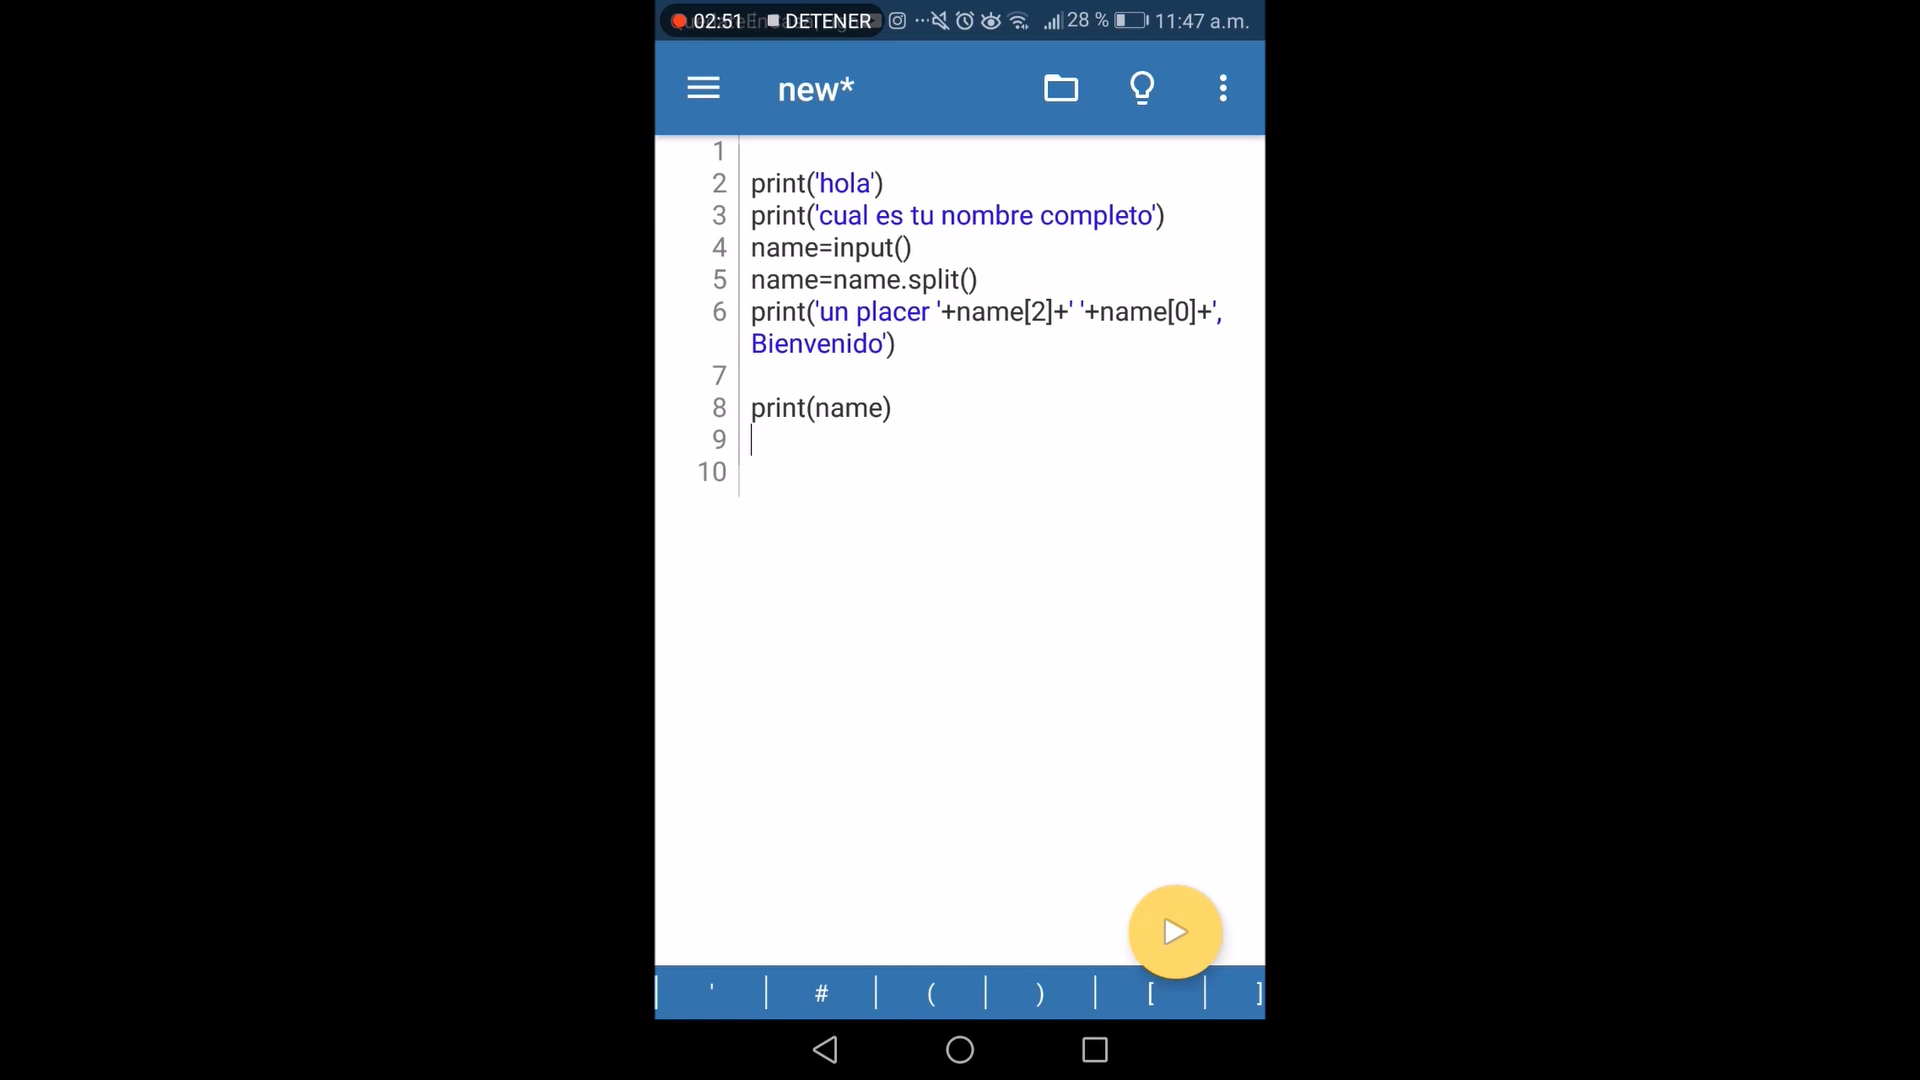 02:51 DETENER 28 % 11:47 a.m.
new*
1
2 print('hola')
3 print('cual es tu nombre completo')
4 name=input()
5 name=name.split()
6 print('un placer '+name[2]+' '+name[0]+',
Bienvenido')
7
8 print(name)
9
10
' # ( ) [ ]